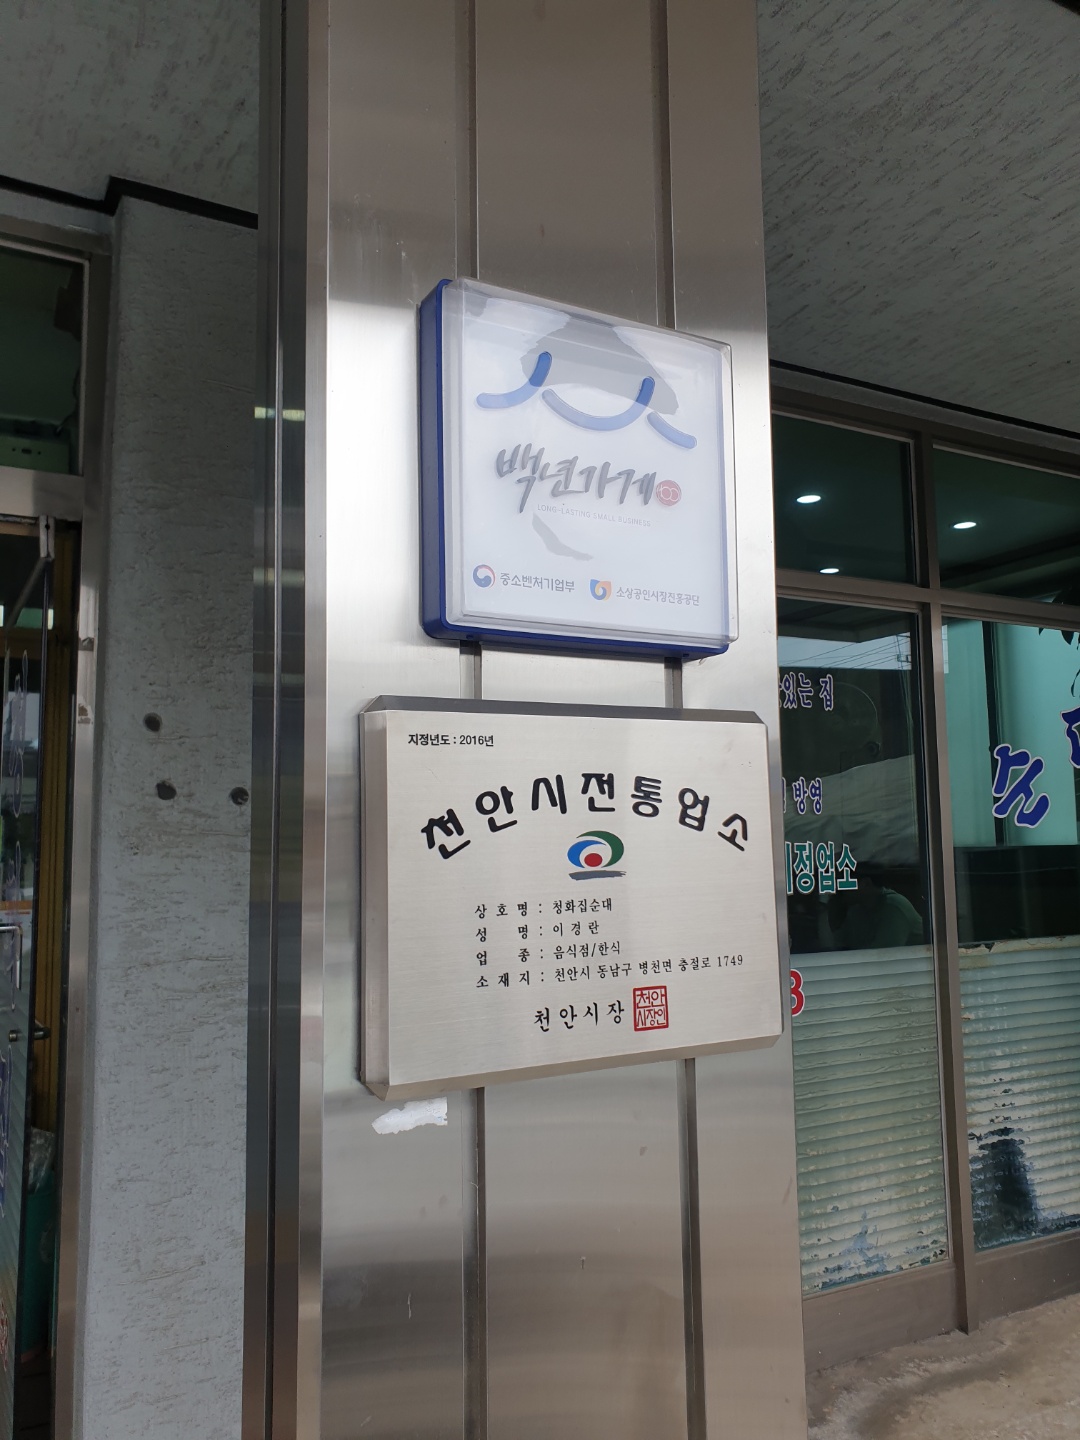 백년가게
LONG-LASTING SMALL BUSINESS
중소벤처기업부 소상공인시장진흥공단
지정년도 : 2016년
천안시전통업소
상 호 명 : 청화집순대
성 명 : 이 경 란
업 종 : 음식점/한식
소 재 지 : 천안시 동남구 병천면 충절로 1749
천 안 시 장
천안
시장인
있는 집
방영
지정업소
순